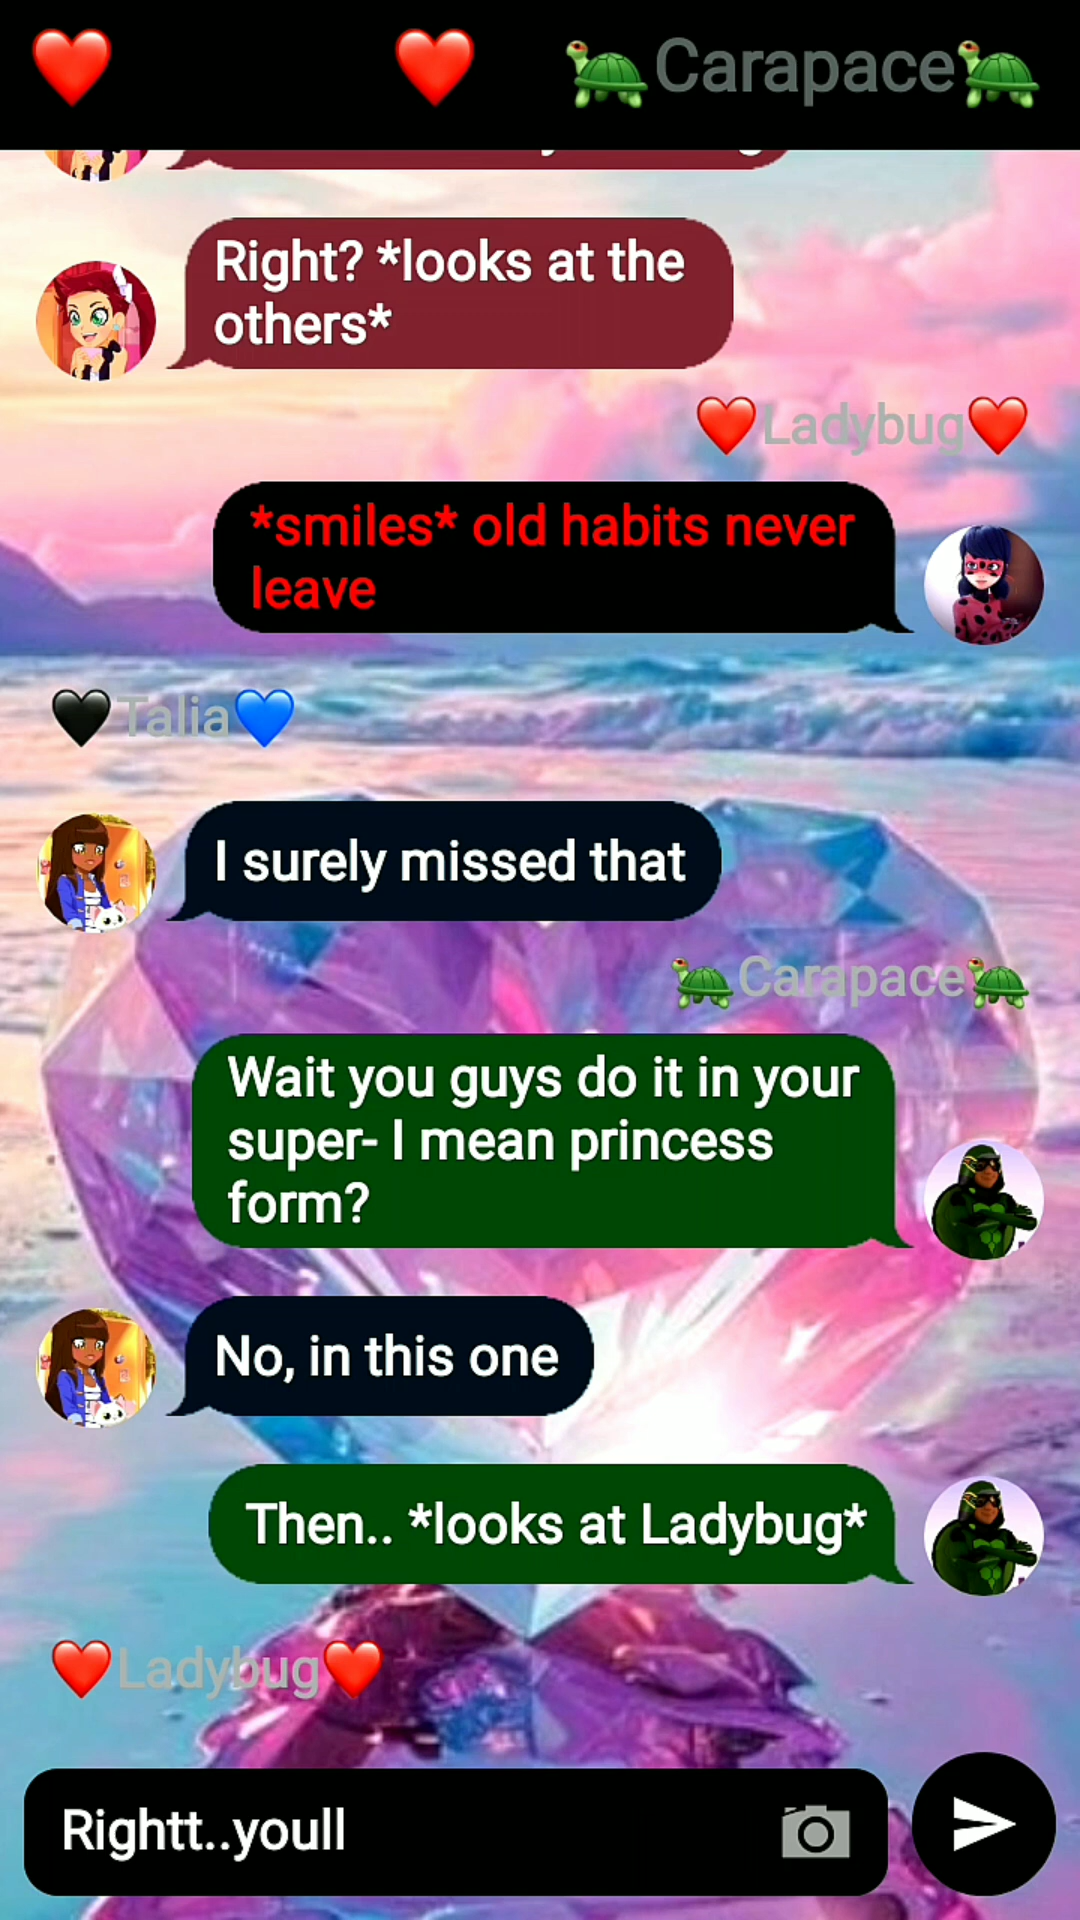 ❤️ ❤️ 🐢Carapace🐢
Right? *looks at the
others*
❤️Ladybug❤️
*smiles* old habits never
leave
🖤Talia💙
I surely missed that
🐢Carapace🐢
Wait you guys do it in your
super- I mean princess
form?
No, in this one
Then.. *looks at Ladybug*
❤️Ladybug❤️
Rightt..youll